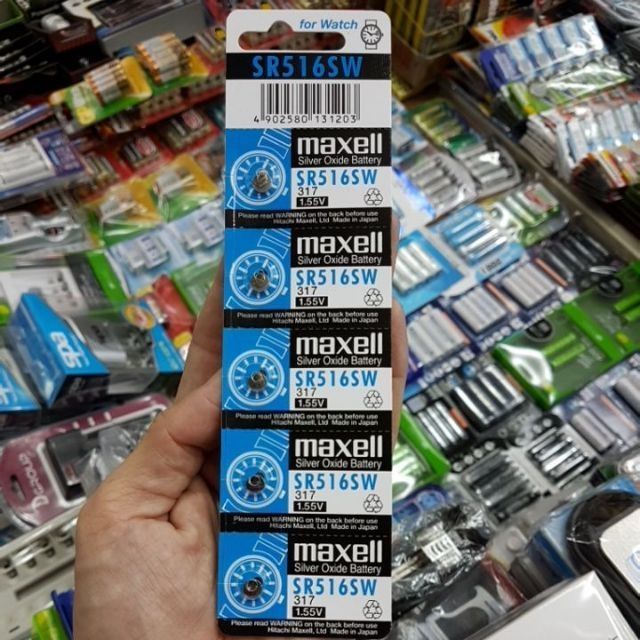 for Watch
SR516SW
4 902580 131203
maxell
Silver Oxide Battery
SR516SW
317
1.55V
Please read WARNING on the back before use
Hitachi Maxell, Ltd Made in Japan
maxell
Silver Oxide Battery
SR516SW
317
1.55V
Please read WARNING on the back before use
Hitachi Maxell, Ltd Made in Japan
maxell
Silver Oxide Battery
SR516SW
317
1.55V
Please read WARNING on the back before use
Hitachi Maxell, Ltd Made in Japan
maxell
Silver Oxide Battery
SR516SW
317
1.55V
Please read WARNING on the back before use
Hitachi Maxell, Ltd Made in Japan
maxell
Silver Oxide Battery
SR516SW
317
1.55V
Please read WARNING on the back before use
Hitachi Maxell, Ltd Made in Japan